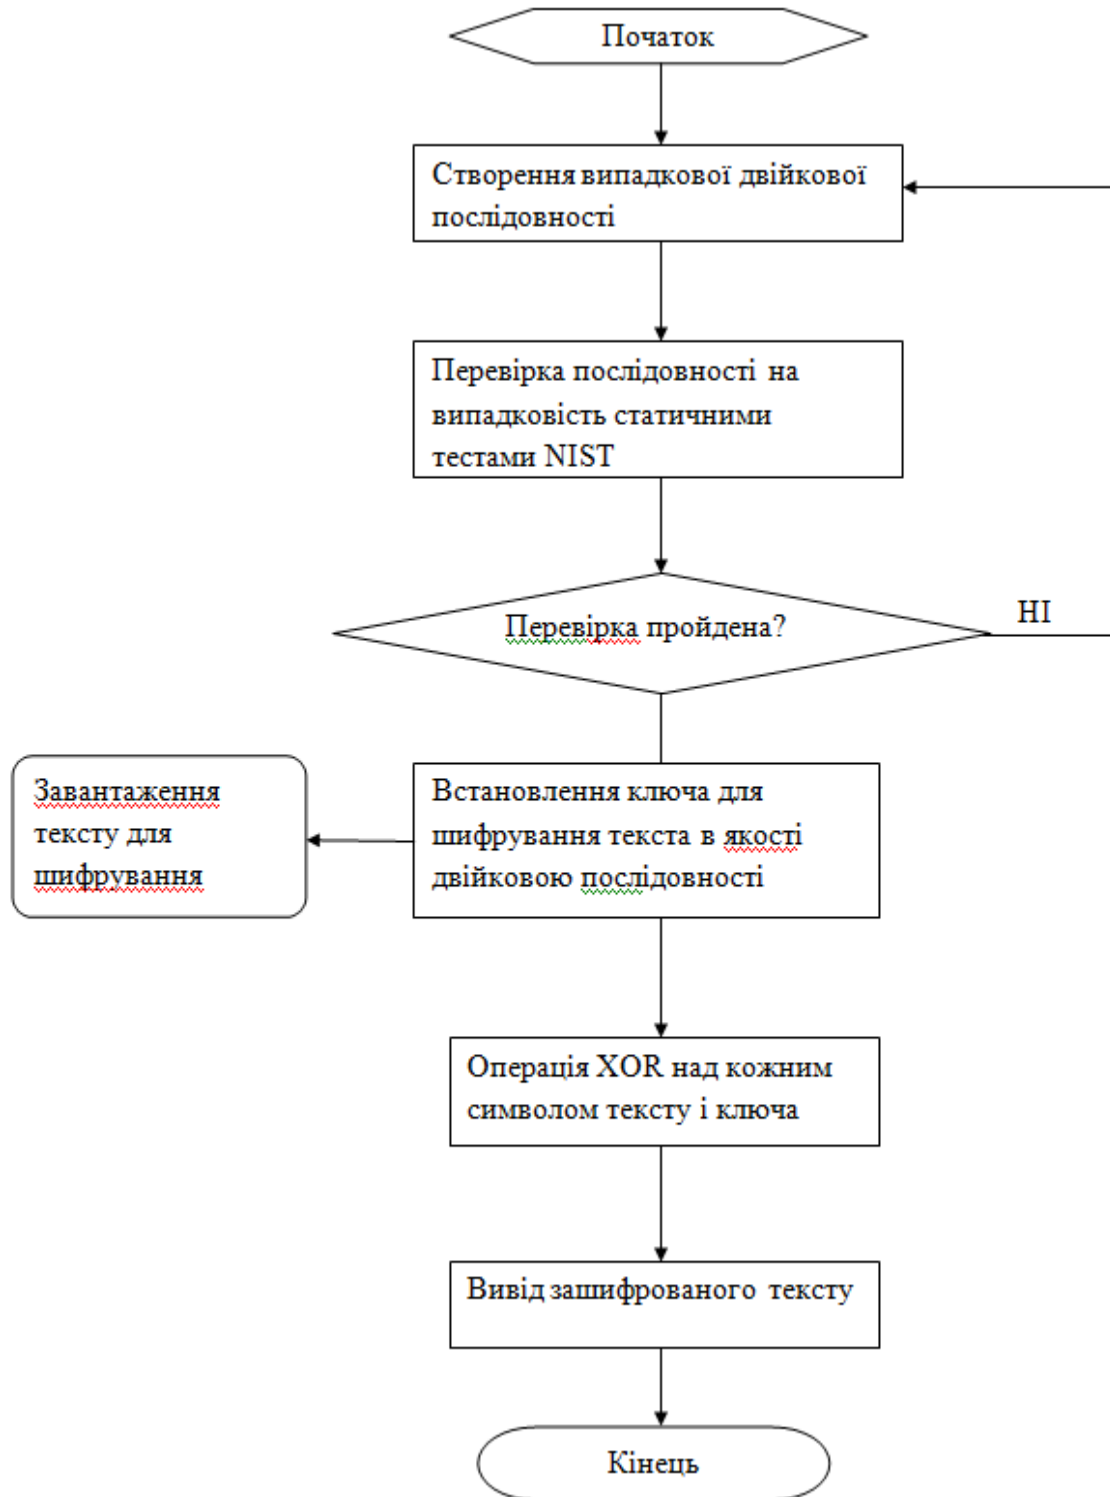 Початок
Створення випадкової двійкової
послідовності
Перевірка послідовності на
випадковість статичними
тестами NIST
Перевірка пройдена?
НІ
Завантаження
тексту для
шифрування
Встановлення ключа для
шифрування текста в якості
двійковою послідовності
Операція XOR над кожним
символом тексту і ключа
Вивід зашифрованого тексту
Кінець